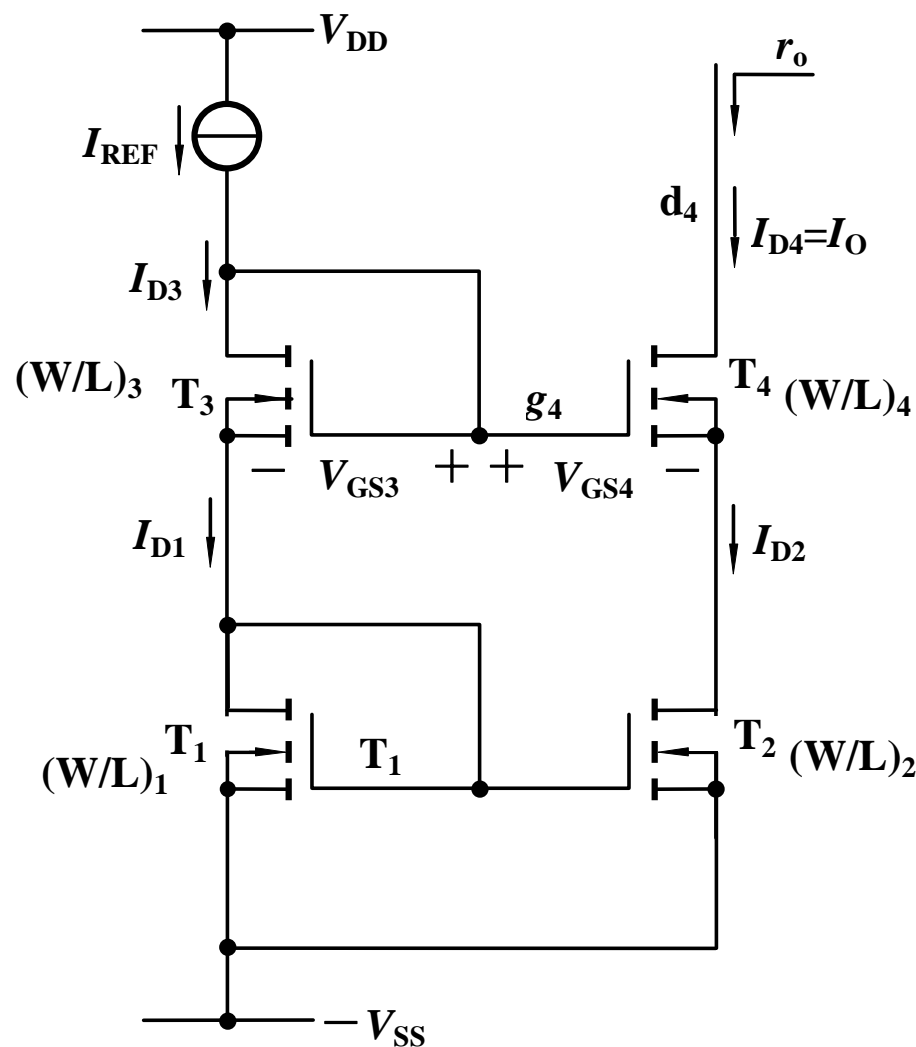 V_DD
r_o
I_REF
d_4
I_D4=I_O
I_D3
(W/L)_3
T_3
g_4
T_4
(W/L)_4
− V_GS3 + + V_GS4 −
I_D1
I_D2
T_1
T_1
T_2
(W/L)_1
(W/L)_2
−V_SS